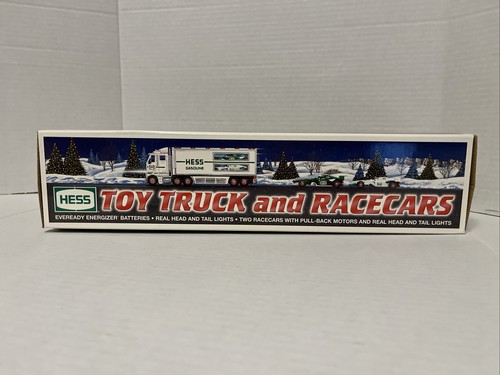 HESS
GASOLINE
HESS
TOY TRUCK and RACECARS
EVEREADY ENERGIZER® BATTERIES • REAL HEAD AND TAIL LIGHTS • TWO RACECARS WITH PULL-BACK MOTORS AND REAL HEAD AND TAIL LIGHTS